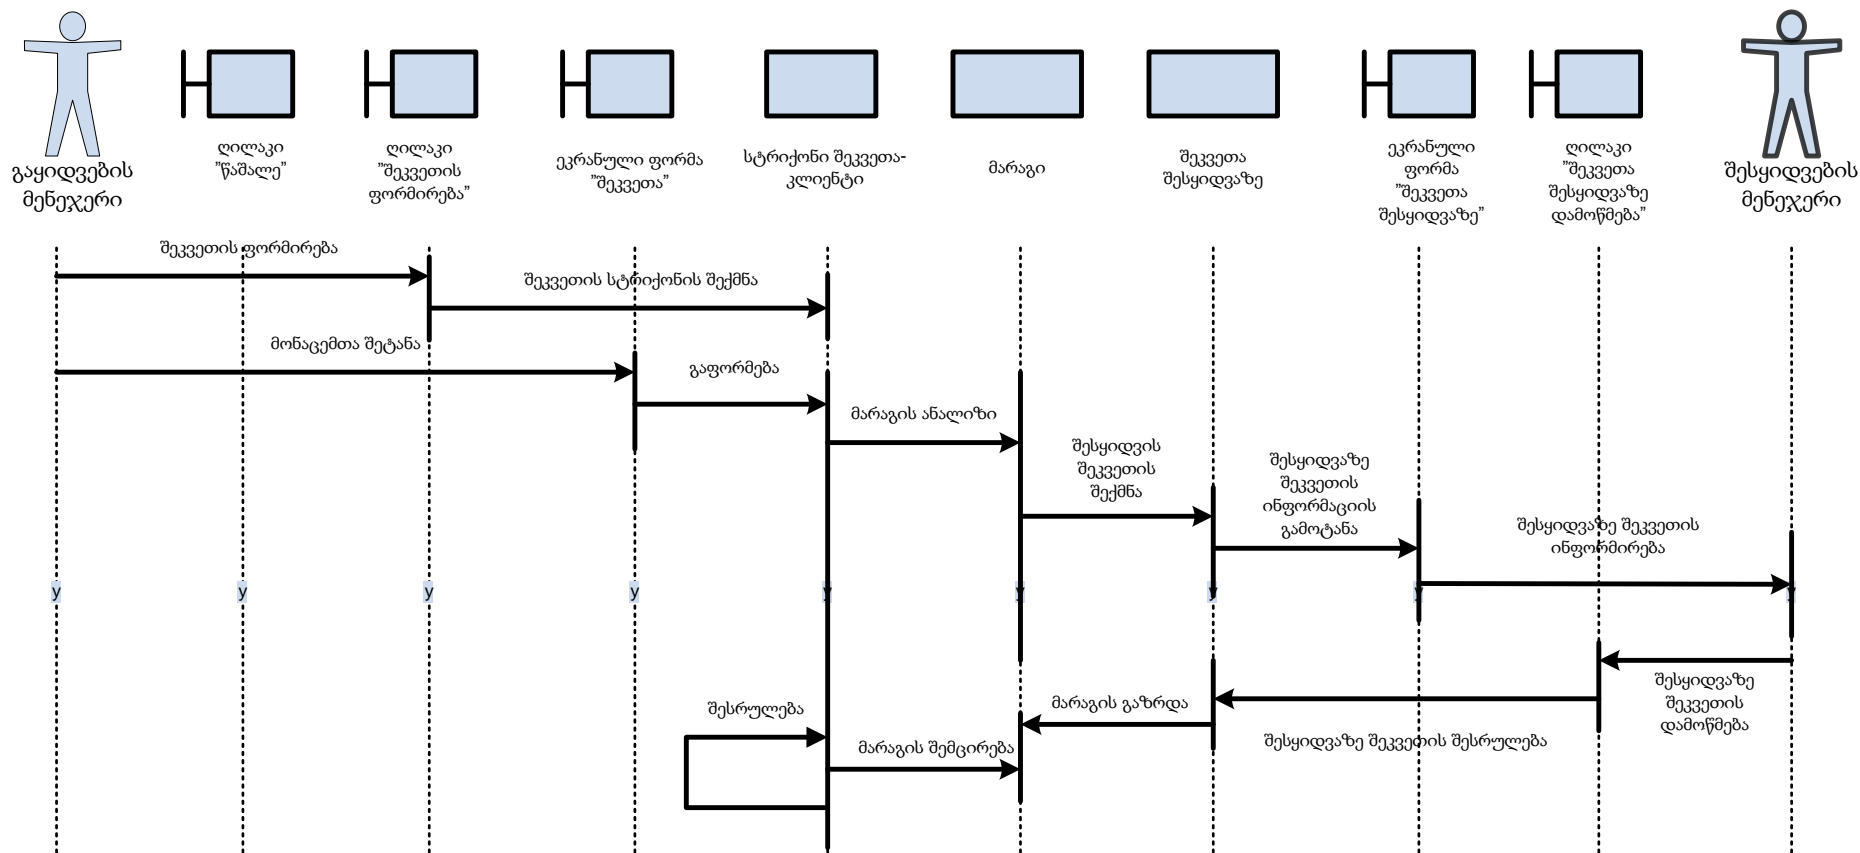 გაყიდვების
მენეჯერი
ღილაკი
”წაშალე”
ღილაკი
”შეკვეთის
ფორმირება”
ეკრანული ფორმა
”შეკვეთა”
სტრიქონი შეკვეთა-
კლიენტი
მარაგი
შეკვეთა
შესყიდვაზე
ეკრანული
ფორმა
”შეკვეთა
შესყიდვაზე”
ღილაკი
”შეკვეთა
შესყიდვაზე
დამოწმება”
შესყიდვების
მენეჯერი
შეკვეთის ფორმირება
შეკვეთის სტრიქონის შექმნა
მონაცემთა შეტანა
გაფორმება
მარაგის ანალიზი
შესყიდვის
შეკვეთის
შექმნა
შესყიდვაზე
შეკვეთის
ინფორმაციის
გამოტანა
შესყიდვაზე შეკვეთის
ინფორმირება
y y y y y y y y y
შესყიდვაზე
შეკვეთის
დამოწმება
შესრულება
მარაგის გაზრდა
შესყიდვაზე შეკვეთის შესრულება
მარაგის შემცირება